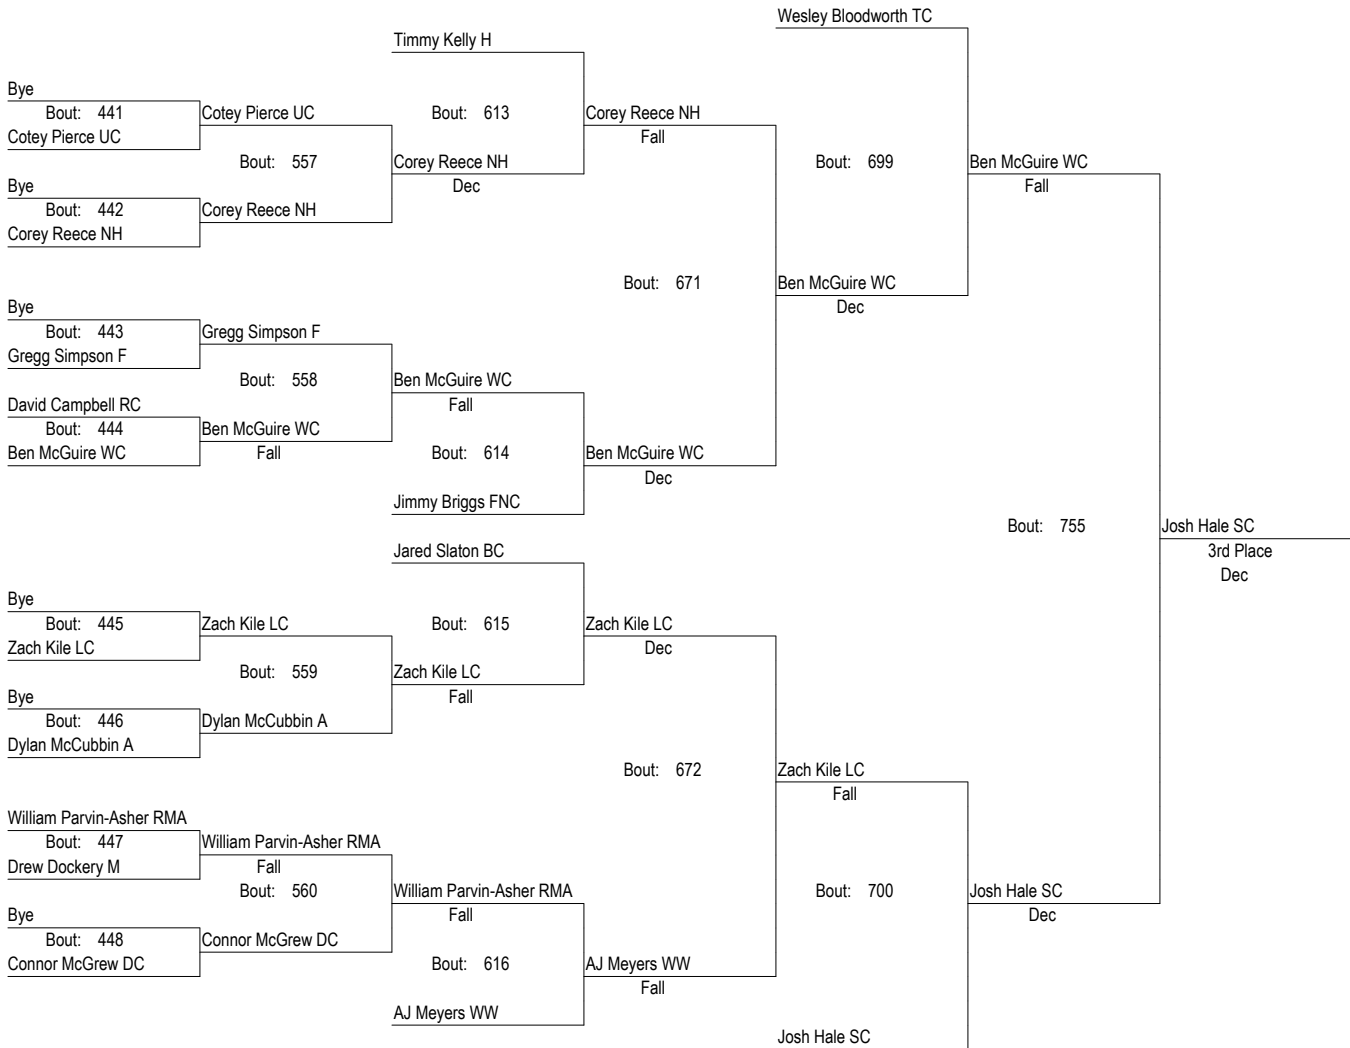 Wesley Bloodworth TC
Timmy Kelly H
Bye
Bout: 441
Cotey Pierce UC
Bout: 613
Corey Reece NH
Cotey Pierce UC
Fall
Bout: 557
Corey Reece NH
Bout: 699
Ben McGuire WC
Bye
Dec
Fall
Bout: 442
Corey Reece NH
Corey Reece NH
Bout: 671
Ben McGuire WC
Bye
Dec
Bout: 443
Gregg Simpson F
Gregg Simpson F
Bout: 558
Ben McGuire WC
David Campbell RC
Fall
Bout: 444
Ben McGuire WC
Ben McGuire WC
Fall
Bout: 614
Ben McGuire WC
Dec
Jimmy Briggs FNC
Bout: 755
Josh Hale SC
Jared Slaton BC
3rd Place
Dec
Bye
Bout: 445
Zach Kile LC
Bout: 615
Zach Kile LC
Zach Kile LC
Dec
Bout: 559
Zach Kile LC
Bye
Fall
Bout: 446
Dylan McCubbin A
Dylan McCubbin A
Bout: 672
Zach Kile LC
Fall
William Parvin-Asher RMA
Bout: 447
William Parvin-Asher RMA
Drew Dockery M
Fall
Bout: 560
William Parvin-Asher RMA
Bout: 700
Josh Hale SC
Bye
Fall
Dec
Bout: 448
Connor McGrew DC
Connor McGrew DC
Bout: 616
AJ Meyers WW
Fall
AJ Meyers WW
Josh Hale SC